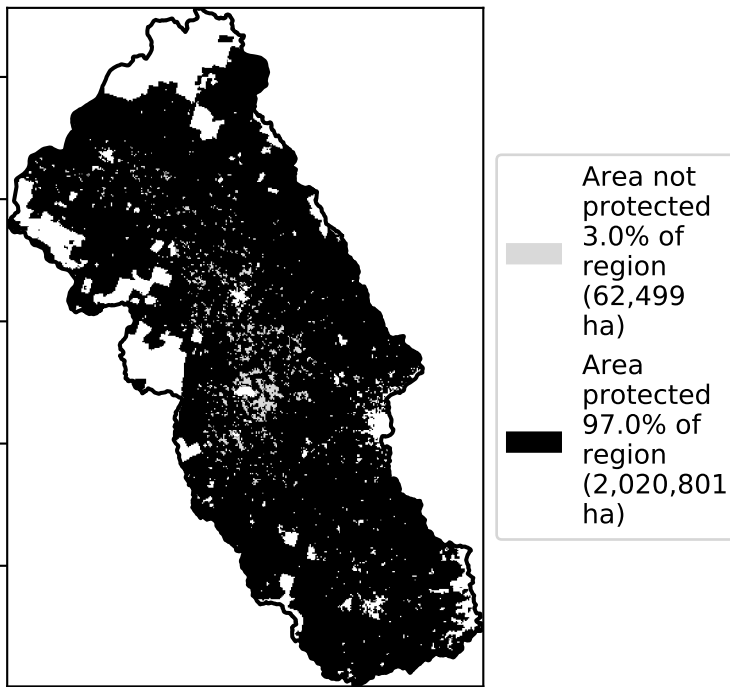 Area not
protected
3.0% of
region
(62,499
ha)
Area
protected
97.0% of
region
(2,020,801
ha)